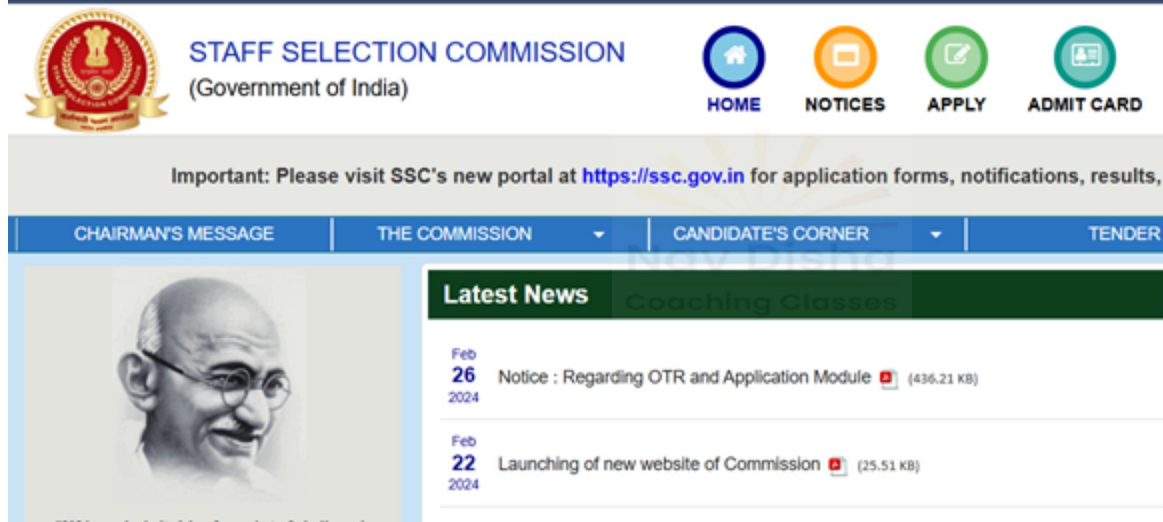 STAFF SELECTION COMMISSION
(Government of India)
HOME
NOTICES
APPLY
ADMIT CARD
Important: Please visit SSC's new portal at https://ssc.gov.in for application forms, notifications, results,
CHAIRMAN'S MESSAGE
THE COMMISSION
CANDIDATE'S CORNER
TENDER
Nav Disha
Coaching Classes
Latest News
Feb
26
2024
Notice : Regarding OTR and Application Module (436.21 KB)
Feb
22
2024
Launching of new website of Commission (25.51 KB)